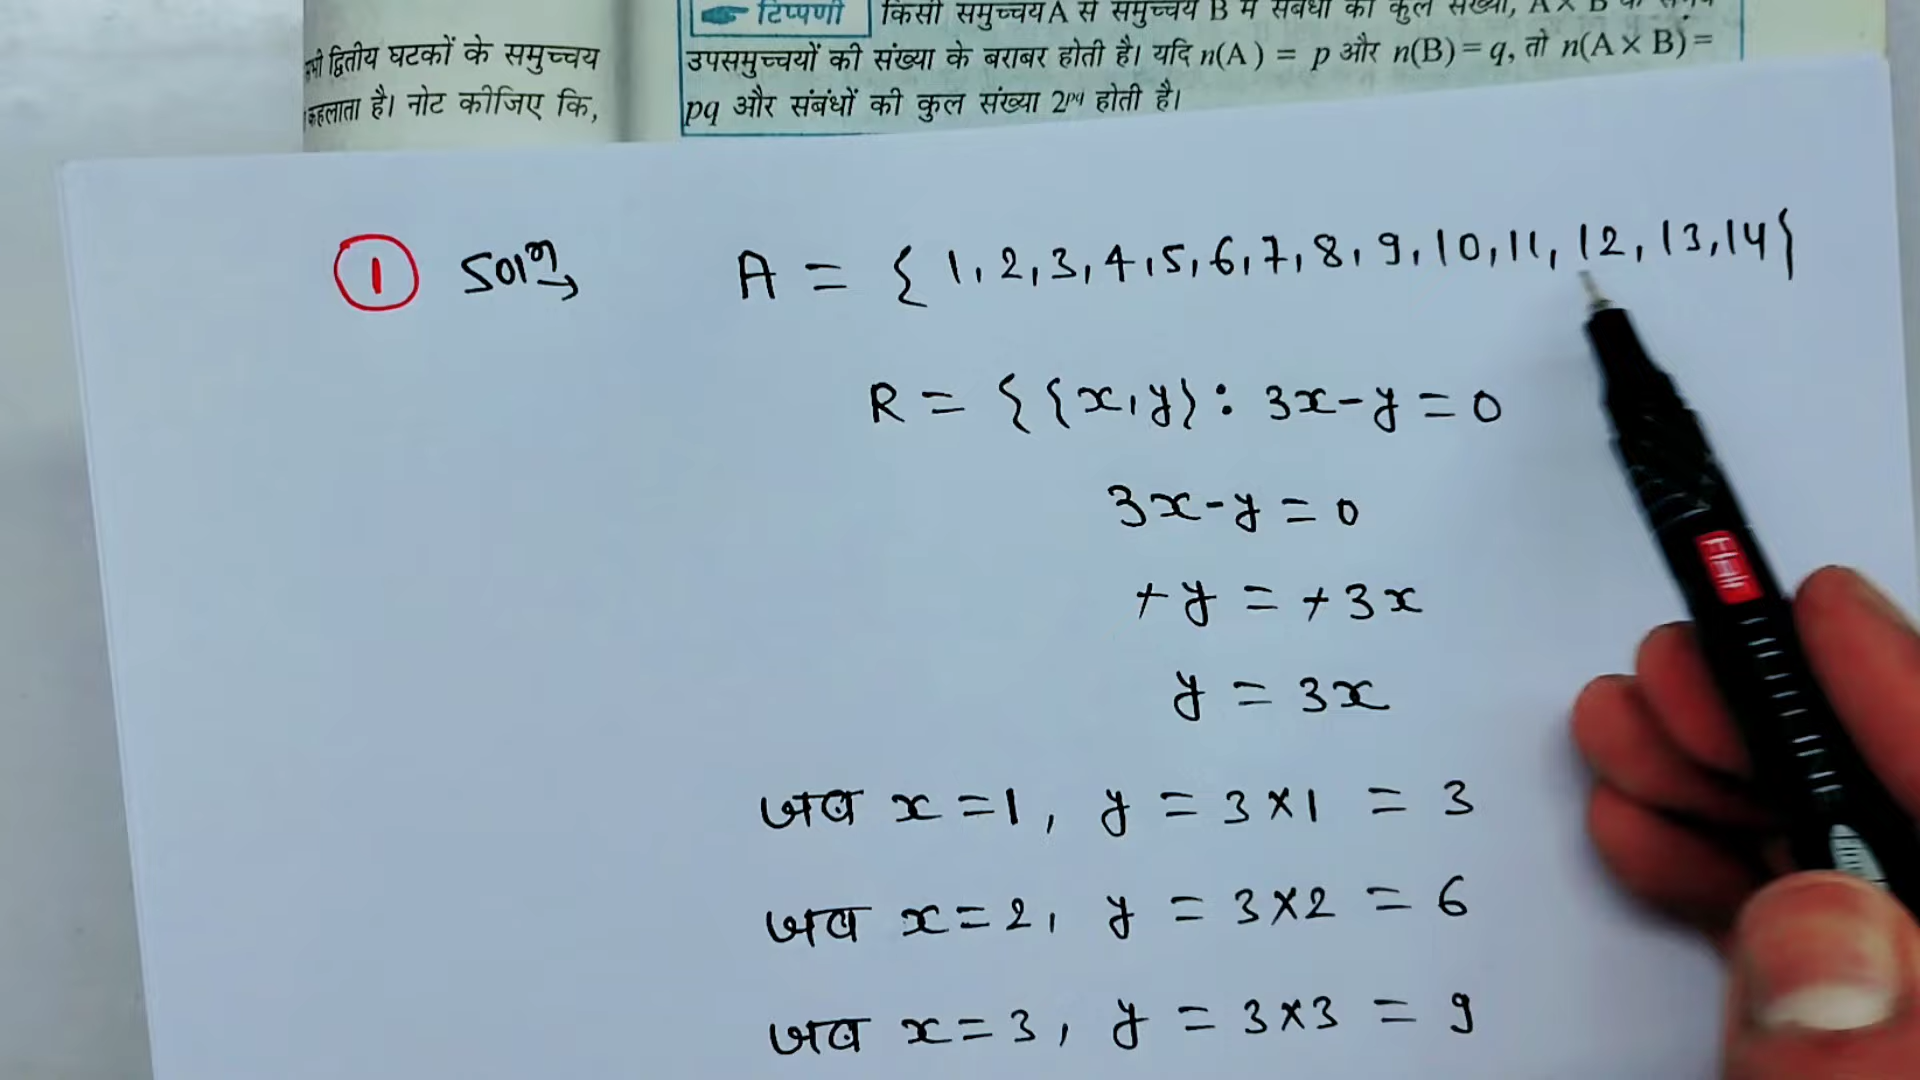 टिप्पणी किसी समुच्चय A से समुच्चय B में संबंधों की कुल संख्या, A × B के
उपसमुच्चयों की संख्या के बराबर होती है। यदि n(A) = p और n(B) = q, तो n(A × B) =
pq और संबंधों की कुल संख्या 2^pq होती है।
द्वितीय घटकों के समुच्चय
कहलाता है। नोट कीजिए कि,
1 Solⁿ→ A = { 1, 2, 3, 4, 5, 6, 7, 8, 9, 10, 11, 12, 13, 14}
R = { {x, y} : 3x - y = 0
3x - y = 0
+ y = + 3x
y = 3x
जब x = 1, y = 3 × 1 = 3
जब x = 2, y = 3 × 2 = 6
जब x = 3, y = 3 × 3 = 9